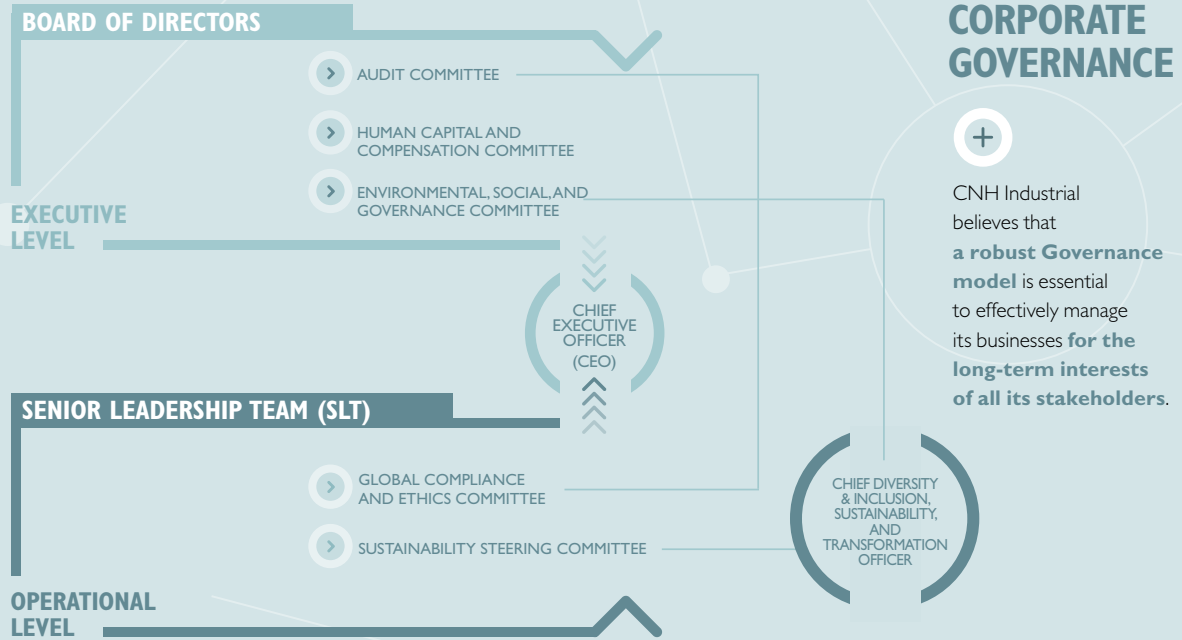 BOARD OF DIRECTORS
AUDIT COMMITTEE
HUMAN CAPITAL AND
COMPENSATION COMMITTEE
ENVIRONMENTAL, SOCIAL, AND
GOVERNANCE COMMITTEE
EXECUTIVE
LEVEL
CHIEF
EXECUTIVE
OFFICER
(CEO)
SENIOR LEADERSHIP TEAM (SLT)
GLOBAL COMPLIANCE
AND ETHICS COMMITTEE
SUSTAINABILITY STEERING COMMITTEE
CHIEF DIVERSITY
& INCLUSION,
SUSTAINABILITY,
AND
TRANSFORMATION
OFFICER
OPERATIONAL
LEVEL
CORPORATE
GOVERNANCE
CNH Industrial
believes that
a robust Governance
model is essential
to effectively manage
its businesses for the
long-term interests
of all its stakeholders.